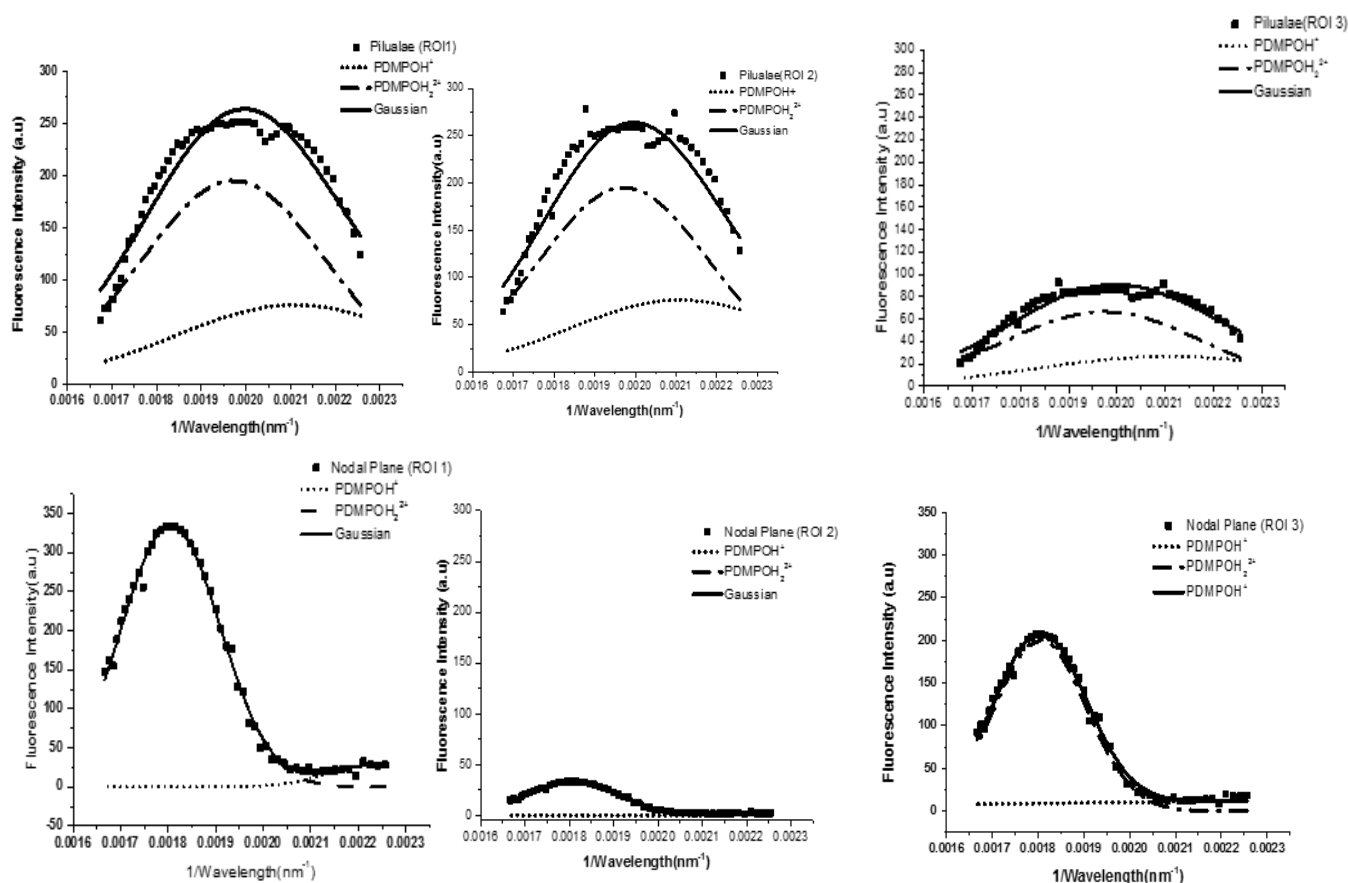 Pilualae (ROI1)
PDMPOH⁺
PDMPOH₂²⁺
Gaussian
Fluorescence Intensity (a.u)
300
250
200
150
100
50
0
0.0016 0.0017 0.0018 0.0019 0.0020 0.0021 0.0022 0.0023
1/Wavelength(nm⁻¹)
Pilualae(ROI 2)
PDMPOH+
PDMPOH₂²⁺
Gaussian
Fluorescence Intensity(a.u)
300
250
200
150
100
50
0
0.0016 0.0017 0.0018 0.0019 0.0020 0.0021 0.0022 0.0023
1/Wavelength(nm⁻¹)
Pilualae(ROI 3)
PDMPOH⁺
PDMPOH₂²⁺
Gaussian
Fluorescence Intensity (a.u)
300
280
260
240
220
200
180
160
140
120
100
80
60
40
20
0
0.0016 0.0017 0.0018 0.0019 0.0020 0.0021 0.0022 0.0023
1/Wavelength(nm⁻¹)
Nodal Plane (ROI 1)
PDMPOH⁺
PDMPOH₂²⁺
Gaussian
Fluorescence Intensity(a.u)
350
300
250
200
150
100
50
0
-50
0.0016 0.0017 0.0018 0.0019 0.0020 0.0021 0.0022 0.0023
1/Wavelength(nm⁻¹)
Nodal Plane (ROI 2)
PDMPOH⁺
PDMPOH₂²⁺
Gaussian
Fluorescence Intensity (a.u)
300
250
200
150
100
50
0
0.0016 0.0017 0.0018 0.0019 0.0020 0.0021 0.0022 0.0023
1/Wavelength(nm⁻¹)
Nodal Plane (ROI 3)
PDMPOH⁺
PDMPOH₂²⁺
PDMPOH⁺
Fluorescence Intensity (a.u)
350
300
250
200
150
100
50
0
0.0016 0.0017 0.0018 0.0019 0.0020 0.0021 0.0022 0.0023
1/Wavelength(nm⁻¹)